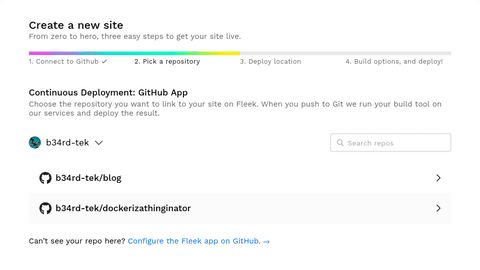 Create a new site
From zero to hero, three easy steps to get your site live.
1. Connect to Github ✓
2. Pick a repository
3. Deploy location
4. Build options, and deploy!
Continuous Deployment: GitHub App
Choose the repository you want to link to your site on Fleek. When you push to Git we run your build tool on
our services and deploy the result.
b34rd-tek
Search repos
b34rd-tek/blog
b34rd-tek/dockerizathinginator
Can't see your repo here? Configure the Fleek app on GitHub. →